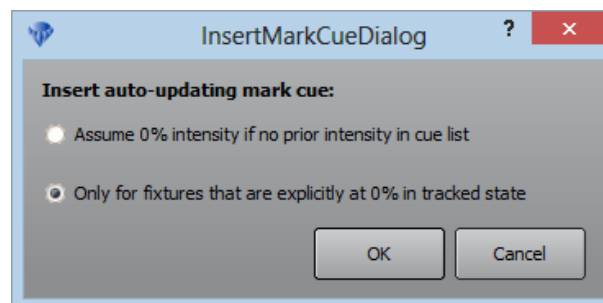 InsertMarkCueDialog ? ×
Insert auto-updating mark cue:
Assume 0% intensity if no prior intensity in cue list
Only for fixtures that are explicitly at 0% in tracked state
OK Cancel